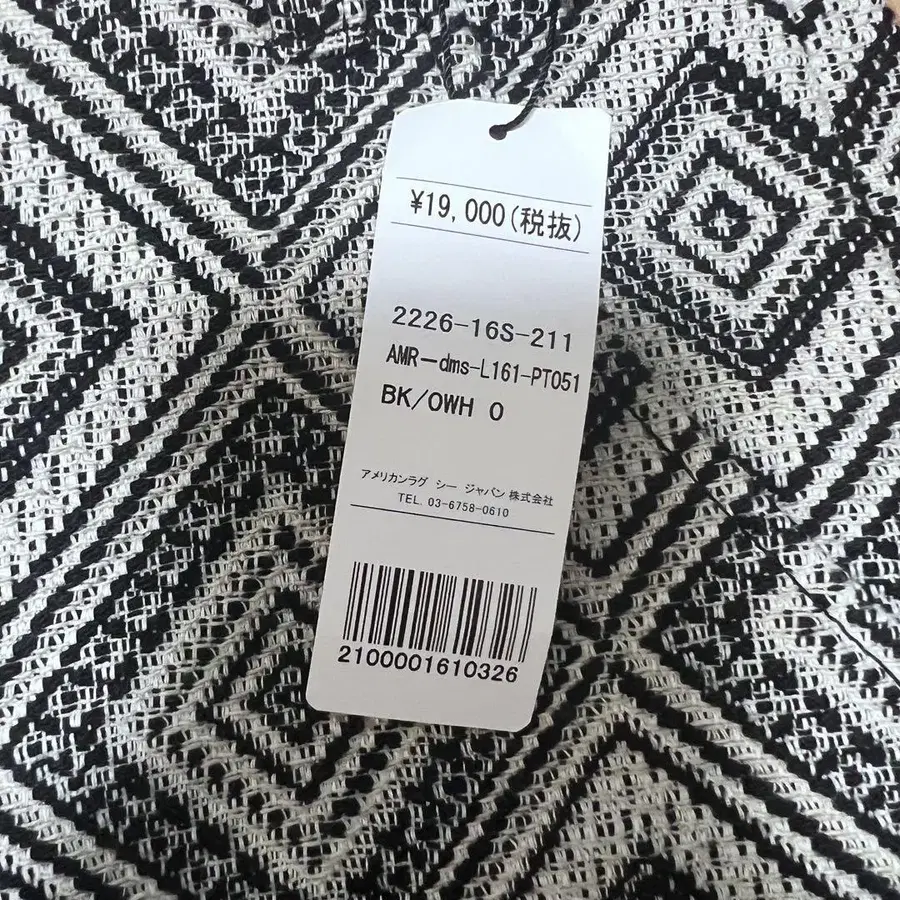 ¥19,000(税抜)
2226-16S-211
AMR-dms-L161-PT051
BK/OWH 0
アメリカンラグ シー ジャパン株式会社
TEL. 03-6758-0610
2100001610326